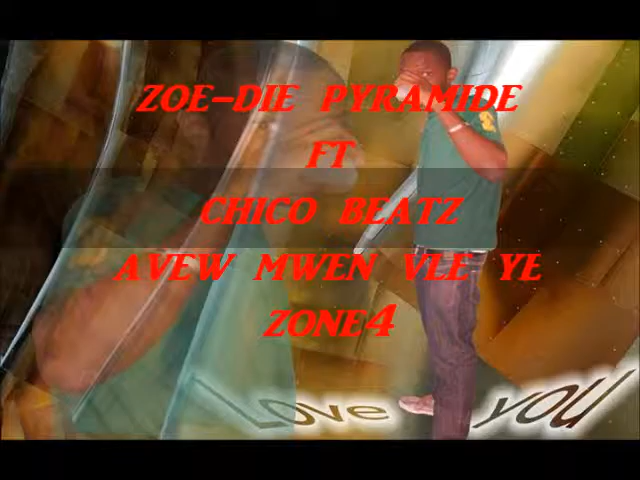 ZOE-DIE PYRAMIDE
FT
CHICO BEATZ
AVEW MWEN VLE YE
ZONE4
Love you